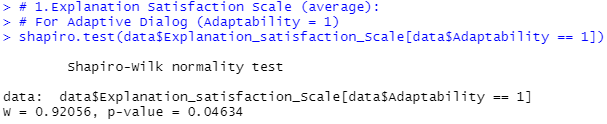 > # 1.Explanation Satisfaction Scale (average):
> # For Adaptive Dialog (Adaptability = 1)
> shapiro.test(data$Explanation_satisfaction_Scale[data$Adaptability == 1])
Shapiro-Wilk normality test
data:  data$Explanation_satisfaction_Scale[data$Adaptability == 1]
W = 0.92056, p-value = 0.04634